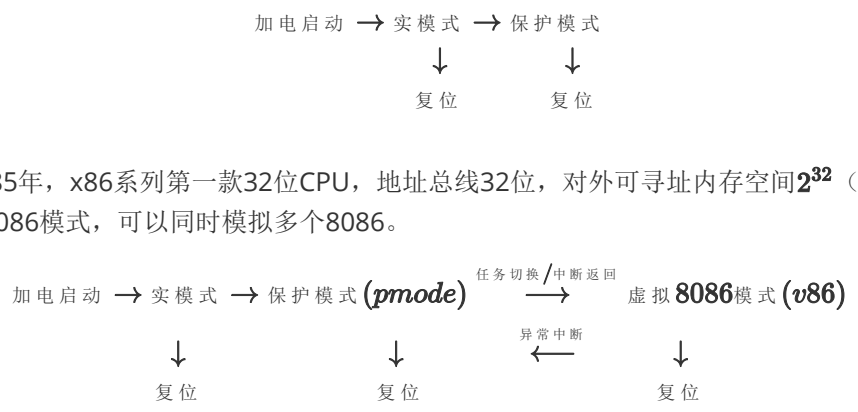 加电启动 → 实模式 → 保护模式
↓ ↓
复位 复位
85年，x86系列第一款32位CPU，地址总线32位，对外可寻址内存空间2^32（
086模式，可以同时模拟多个8086。
任务切换/中断返回
加电启动 → 实模式 → 保护模式(pmode) → 虚拟8086模式(v86)
异常中断
↓ ↓ ← ↓
复位 复位 复位